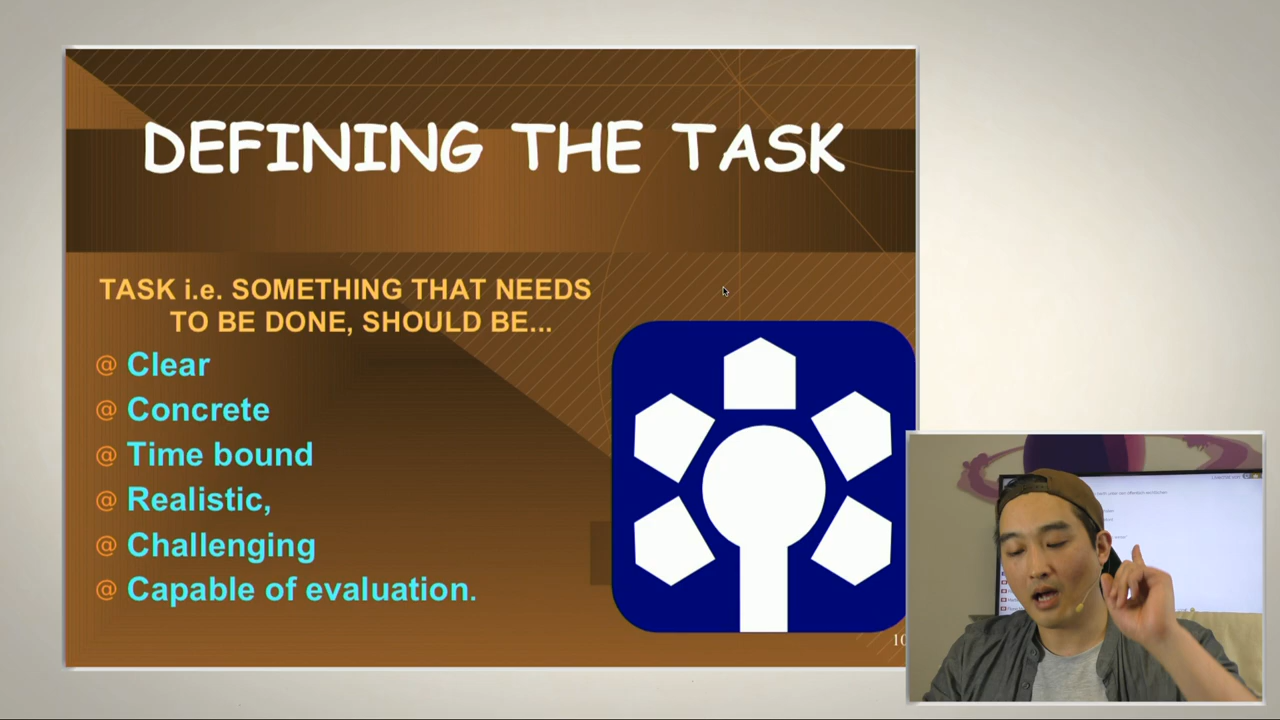 DEFINING THE TASK
TASK i.e. SOMETHING THAT NEEDS
TO BE DONE, SHOULD BE...
@ Clear
@ Concrete
@ Time bound
@ Realistic,
@ Challenging
@ Capable of evaluation.
10